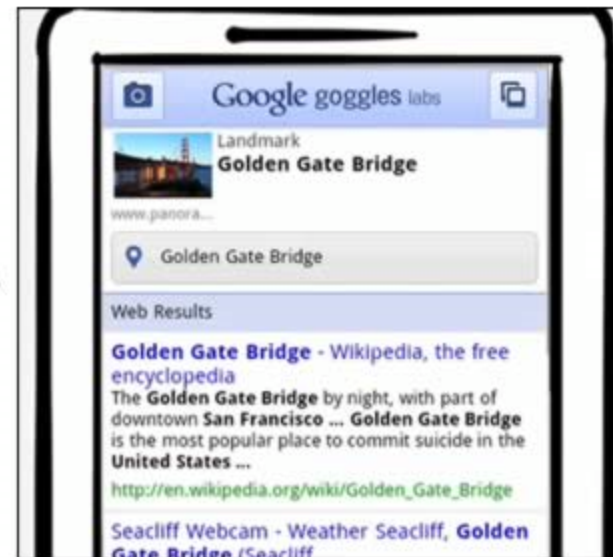 Google goggles labs
Landmark
Golden Gate Bridge
www.panora...
Golden Gate Bridge
Web Results
Golden Gate Bridge - Wikipedia, the free
encyclopedia
The Golden Gate Bridge by night, with part of
downtown San Francisco ... Golden Gate Bridge
is the most popular place to commit suicide in the
United States ...
http://en.wikipedia.org/wiki/Golden_Gate_Bridge
Seacliff Webcam - Weather Seacliff, Golden
Gate Bridge (Seacliff